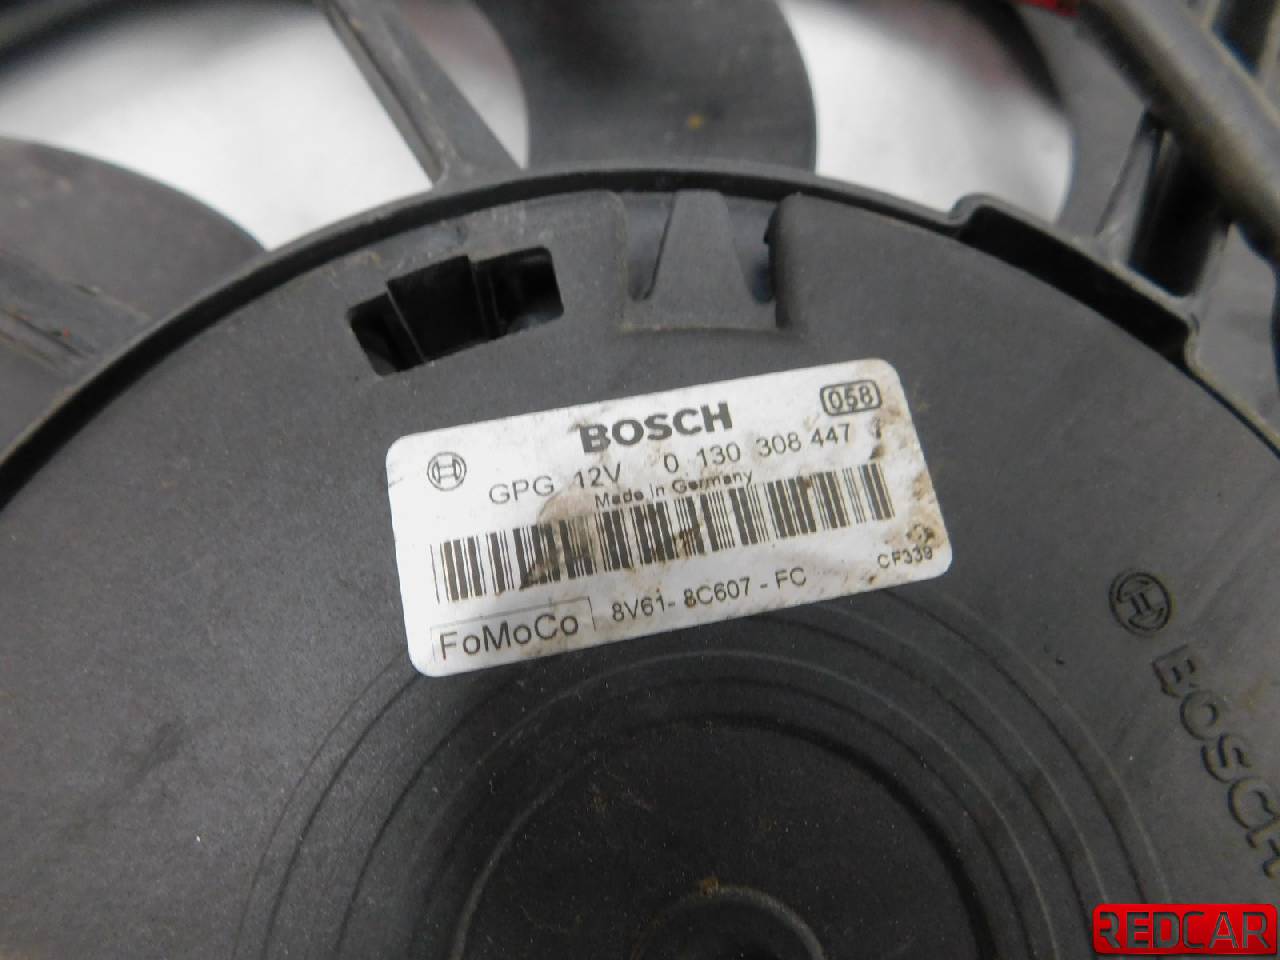 BOSCH 058
GPG 12V 0 130 308 447
Made in Germany
CF339
FoMoCo 8V61-8C607-FC
BOSCH
REDCAR